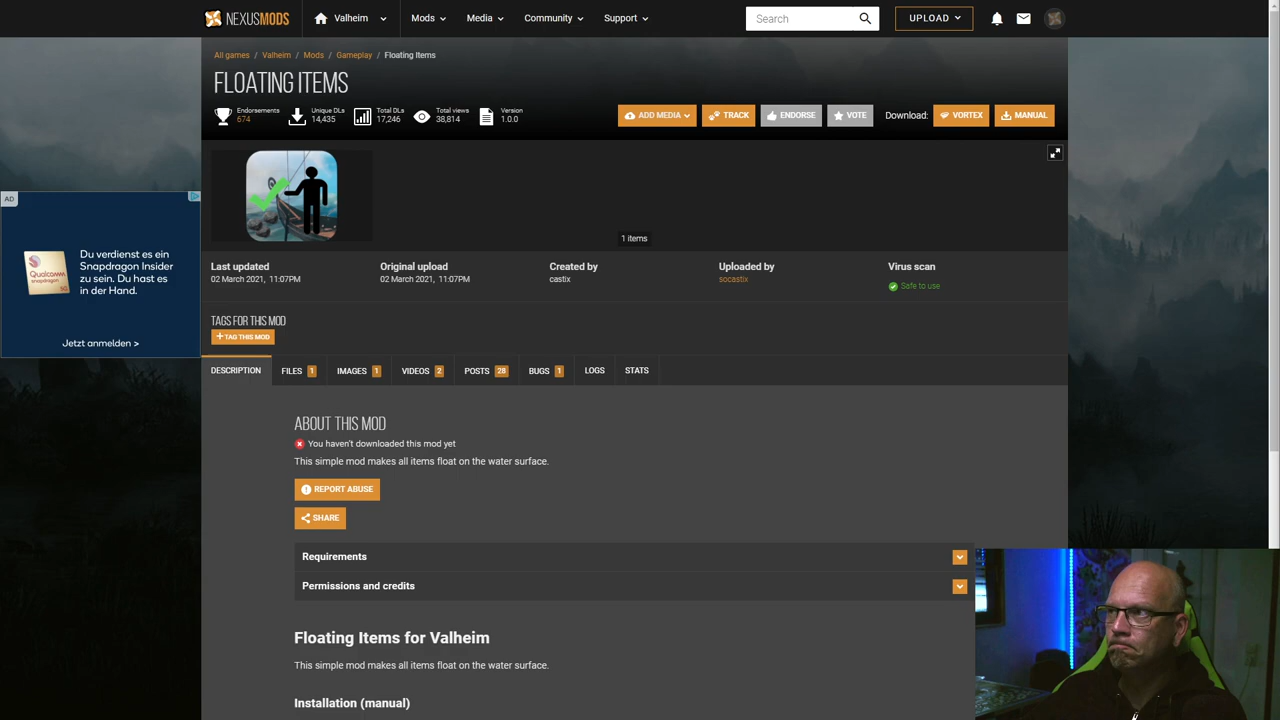 NEXUSMODS
Valheim
Mods
Media
Community
Support
Search
UPLOAD
All games / Valheim / Mods / Gameplay / Floating Items
FLOATING ITEMS
Endorsements
674
Unique DLs
14,435
Total DLs
17,246
Total views
38,814
Version
1.0.0
ADD MEDIA
TRACK
ENDORSE
VOTE
Download:
VORTEX
MANUAL
1 items
AD
Qualcomm
snapdragon
Du verdienst es ein
Snapdragon Insider
zu sein. Du hast es
in der Hand.
Jetzt anmelden >
Last updated
02 March 2021, 11:07PM
Original upload
02 March 2021, 11:07PM
Created by
castix
Uploaded by
socastix
Virus scan
Safe to use
TAGS FOR THIS MOD
+ TAG THIS MOD
DESCRIPTION
FILES 1
IMAGES 1
VIDEOS 2
POSTS 28
BUGS 1
LOGS
STATS
ABOUT THIS MOD
You haven't downloaded this mod yet
This simple mod makes all items float on the water surface.
REPORT ABUSE
SHARE
Requirements
Permissions and credits
Floating Items for Valheim
This simple mod makes all items float on the water surface.
Installation (manual)